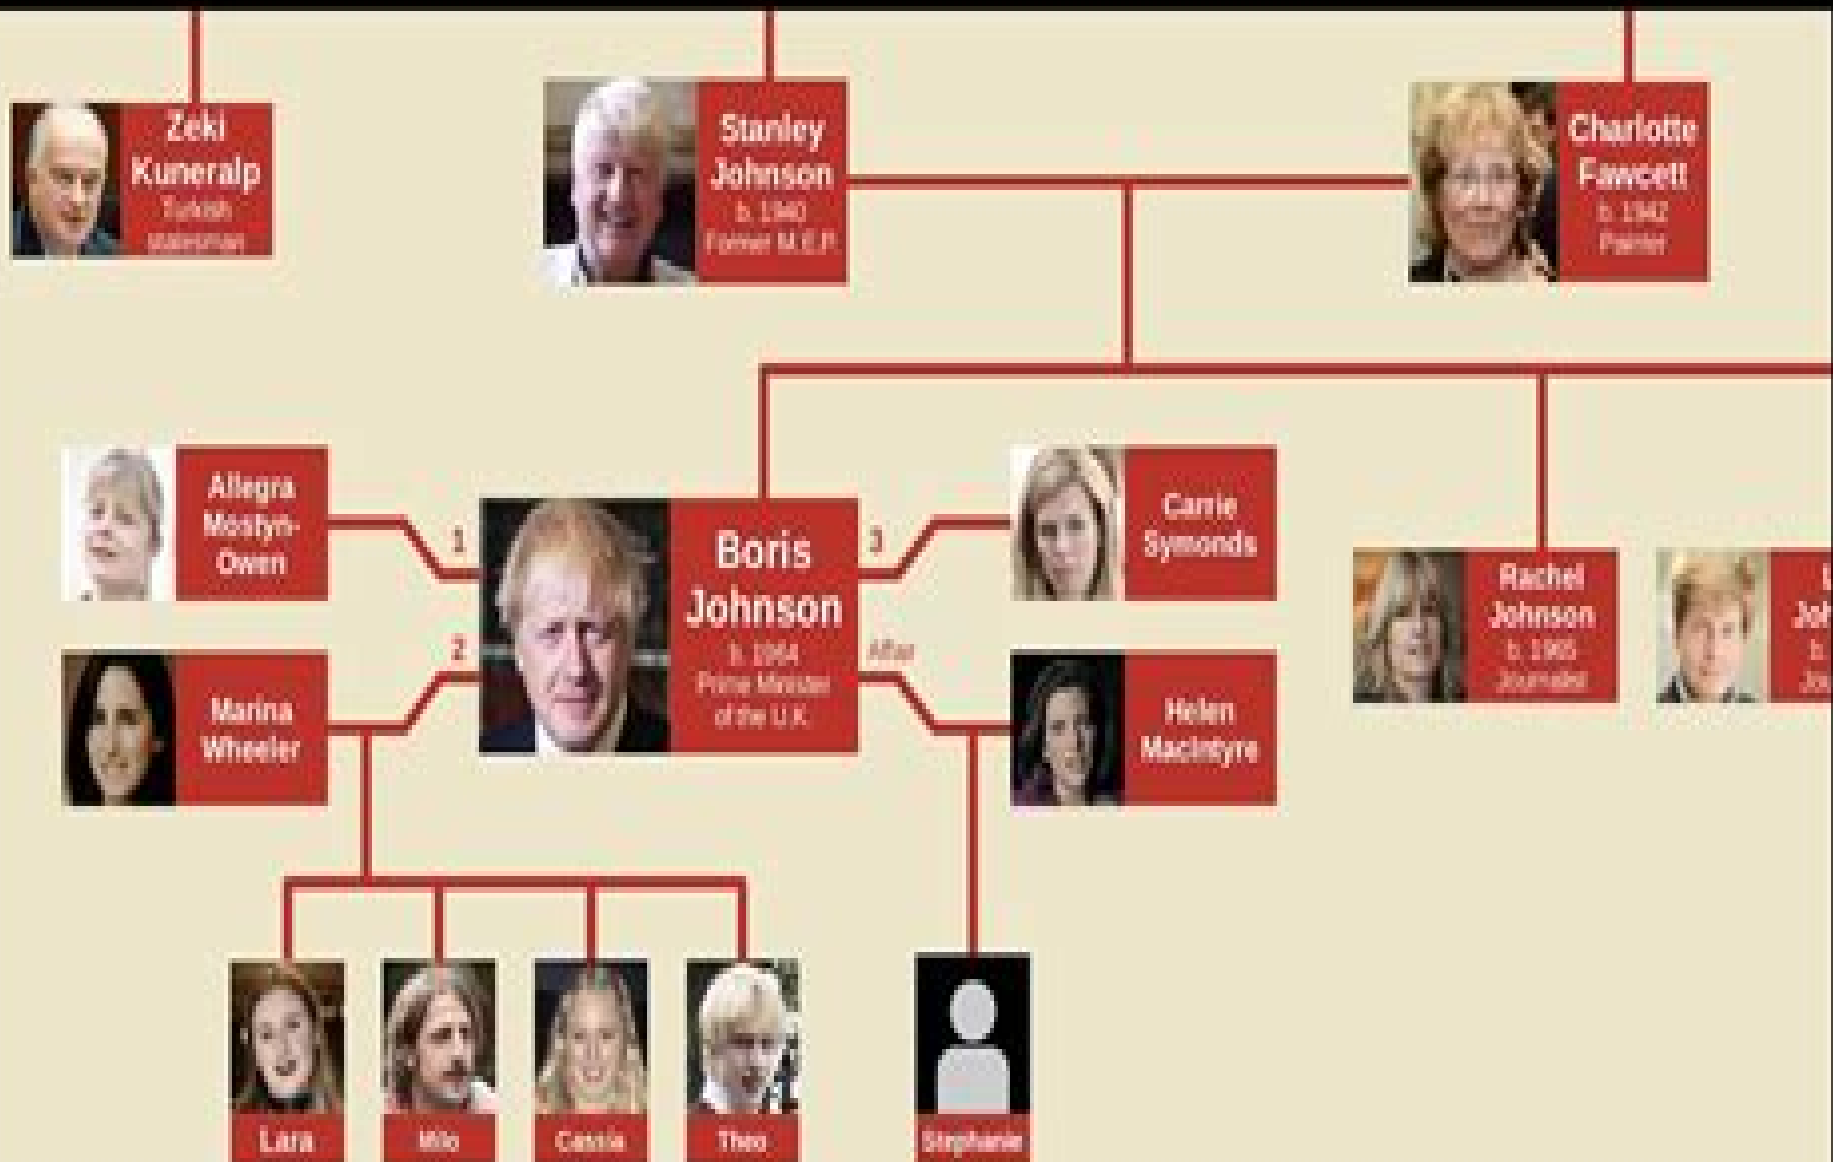 Zeki
Kuneralp
Turkish
statesman
Stanley
Johnson
b. 1940
Former M.E.P.
Charlotte
Fawcett
b. 1942
Painter
Allegra
Mostyn-
Owen
1
Marina
Wheeler
2
Boris
Johnson
b. 1964
Prime Minister
of the U.K.
3
Carrie
Symonds
Affair
Helen
MacIntyre
Rachel
Johnson
b. 1965
Journalist
L
Joh
b.
Jou
Lara
Milo
Cassia
Theo
Stephanie